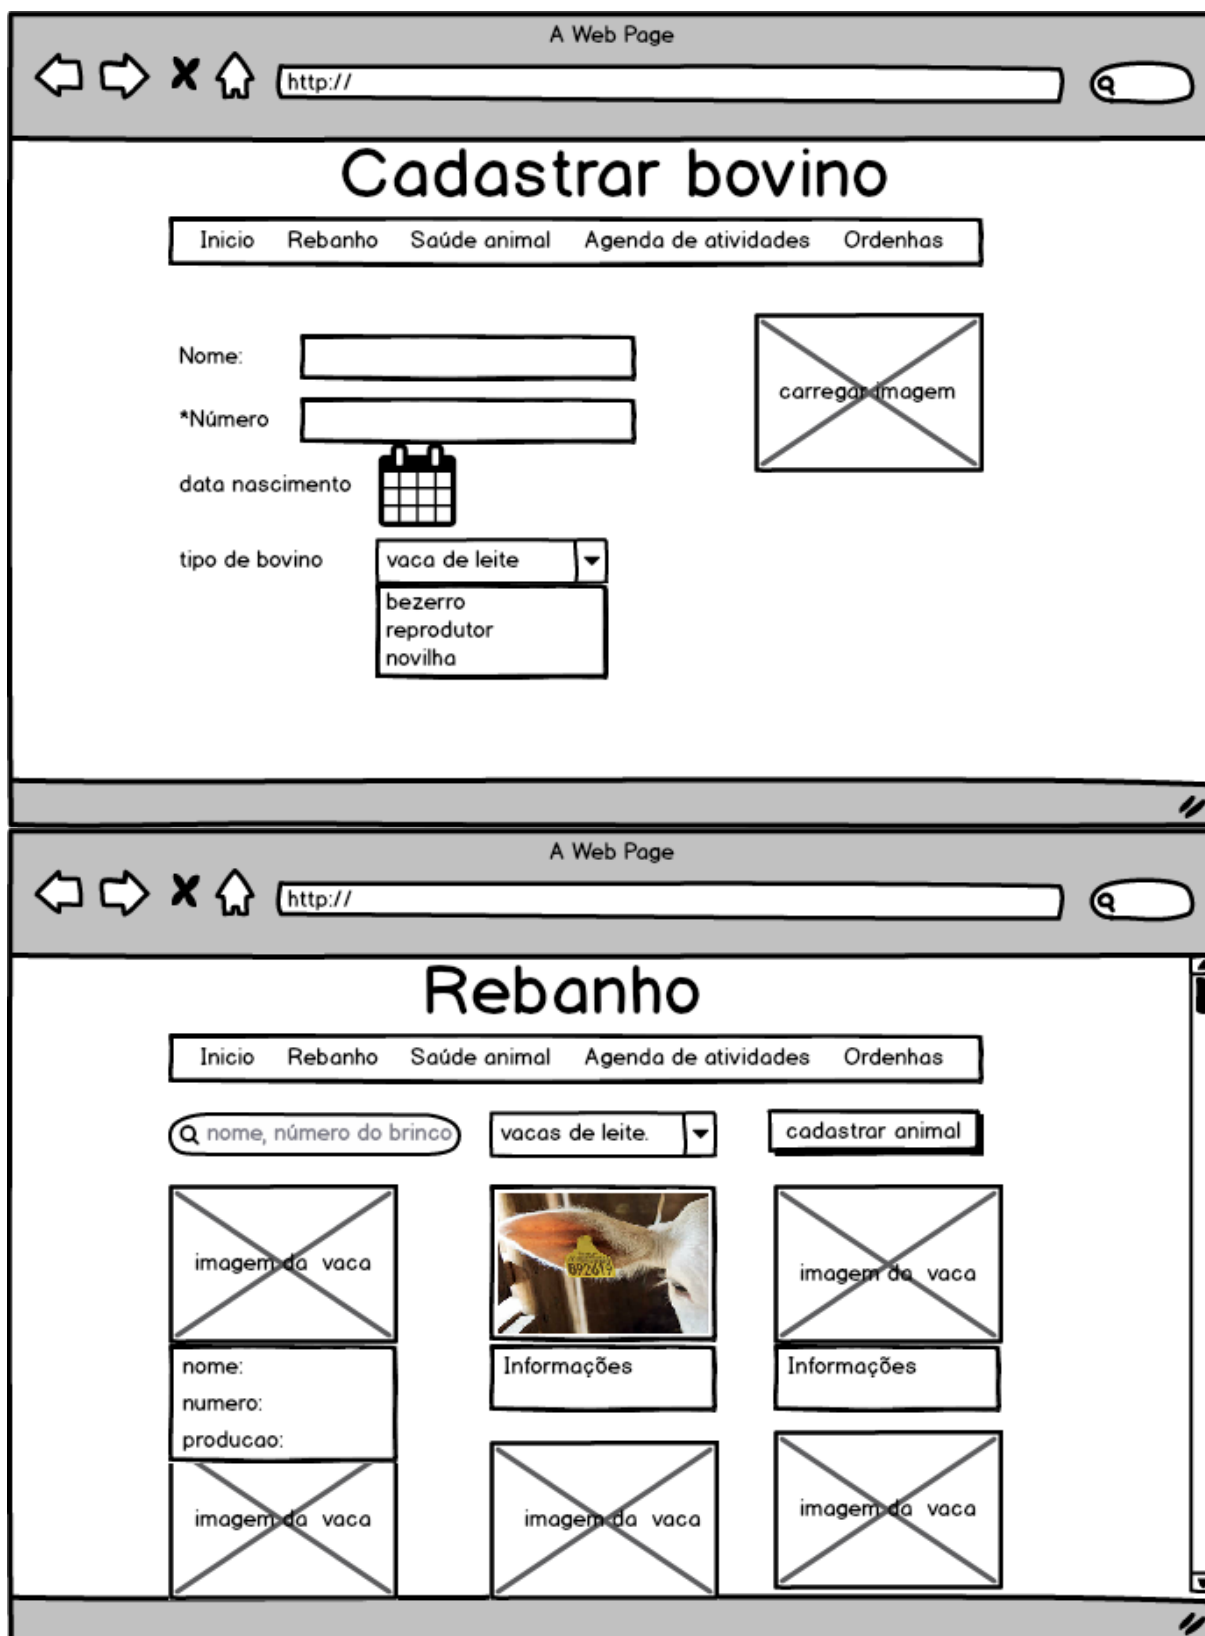 A Web Page
http://
Cadastrar bovino
Inicio Rebanho Saúde animal Agenda de atividades Ordenhas
Nome:
carregar imagem
*Número
data nascimento
tipo de bovino vaca de leite
bezerro
reprodutor
novilha
A Web Page
http://
Rebanho
Inicio Rebanho Saúde animal Agenda de atividades Ordenhas
nome, número do brinco vacas de leite. cadastrar animal
imagem da vaca
892619
imagem da vaca
nome:
numero:
producao:
Informações
Informações
imagem da vaca
imagem da vaca
imagem da vaca